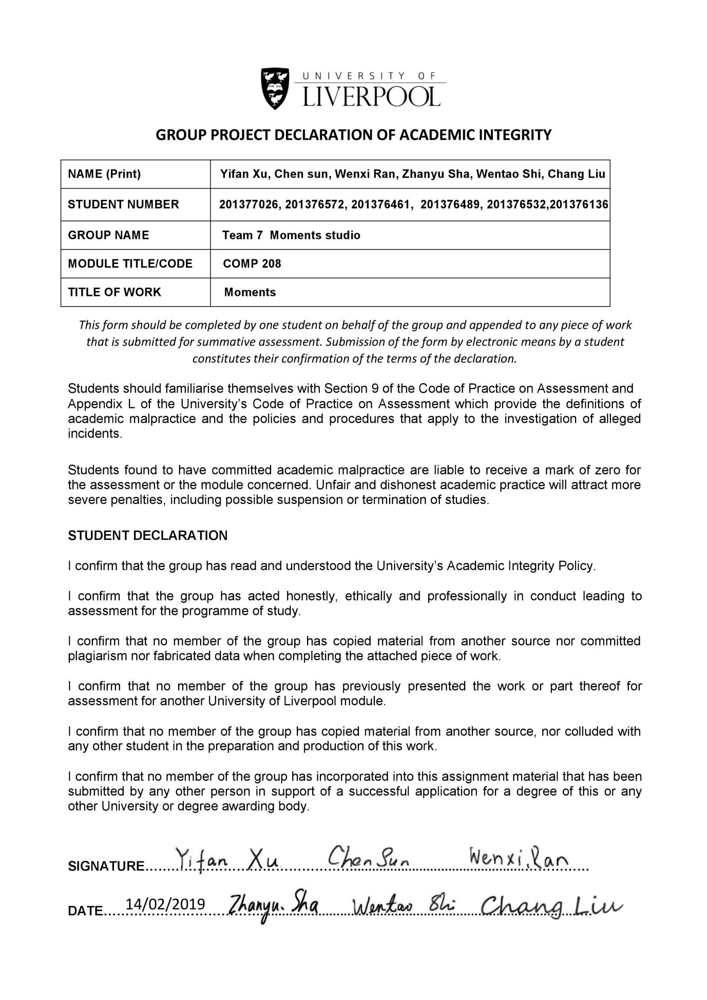 UNIVERSITY OF
LIVERPOOL
GROUP PROJECT DECLARATION OF ACADEMIC INTEGRITY
NAME (Print) Yifan Xu, Chen sun, Wenxi Ran, Zhanyu Sha, Wentao Shi, Chang Liu
STUDENT NUMBER 201377026, 201376572, 201376461, 201376489, 201376532,201376136
GROUP NAME Team 7 Moments studio
MODULE TITLE/CODE COMP 208
TITLE OF WORK Moments
This form should be completed by one student on behalf of the group and appended to any piece of work
that is submitted for summative assessment. Submission of the form by electronic means by a student
constitutes their confirmation of the terms of the declaration.
Students should familiarise themselves with Section 9 of the Code of Practice on Assessment and
Appendix L of the University's Code of Practice on Assessment which provide the definitions of
academic malpractice and the policies and procedures that apply to the investigation of alleged
incidents.
Students found to have committed academic malpractice are liable to receive a mark of zero for
the assessment or the module concerned. Unfair and dishonest academic practice will attract more
severe penalties, including possible suspension or termination of studies.
STUDENT DECLARATION
I confirm that the group has read and understood the University's Academic Integrity Policy.
I confirm that the group has acted honestly, ethically and professionally in conduct leading to
assessment for the programme of study.
I confirm that no member of the group has copied material from another source nor committed
plagiarism nor fabricated data when completing the attached piece of work.
I confirm that no member of the group has previously presented the work or part thereof for
assessment for another University of Liverpool module.
I confirm that no member of the group has copied material from another source, nor colluded with
any other student in the preparation and production of this work.
I confirm that no member of the group has incorporated into this assignment material that has been
submitted by any other person in support of a successful application for a degree of this or any
other University or degree awarding body.
SIGNATURE Yifan Xu Chen Sun Wenxi.Ran
DATE 14/02/2019 Zhanyu. Sha Wentao Shi Chang Liu